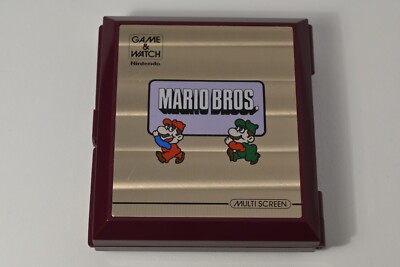 GAME
&
WATCH
Nintendo
MARIO BROS.
MULTI SCREEN